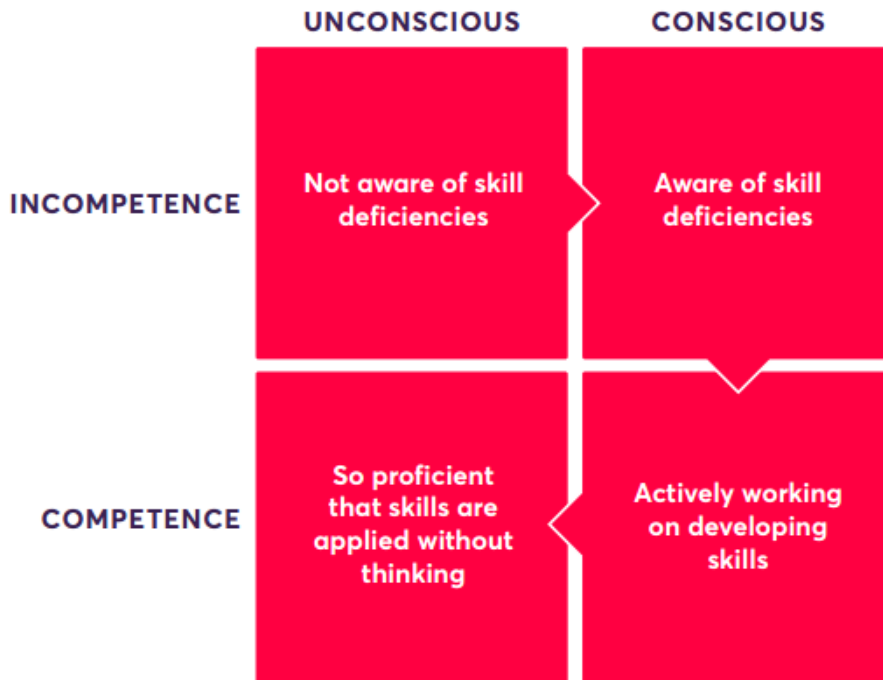 UNCONSCIOUS
CONSCIOUS
INCOMPETENCE
Not aware of skill
deficiencies
Aware of skill
deficiencies
COMPETENCE
So proficient
that skills are
applied without
thinking
Actively working
on developing
skills